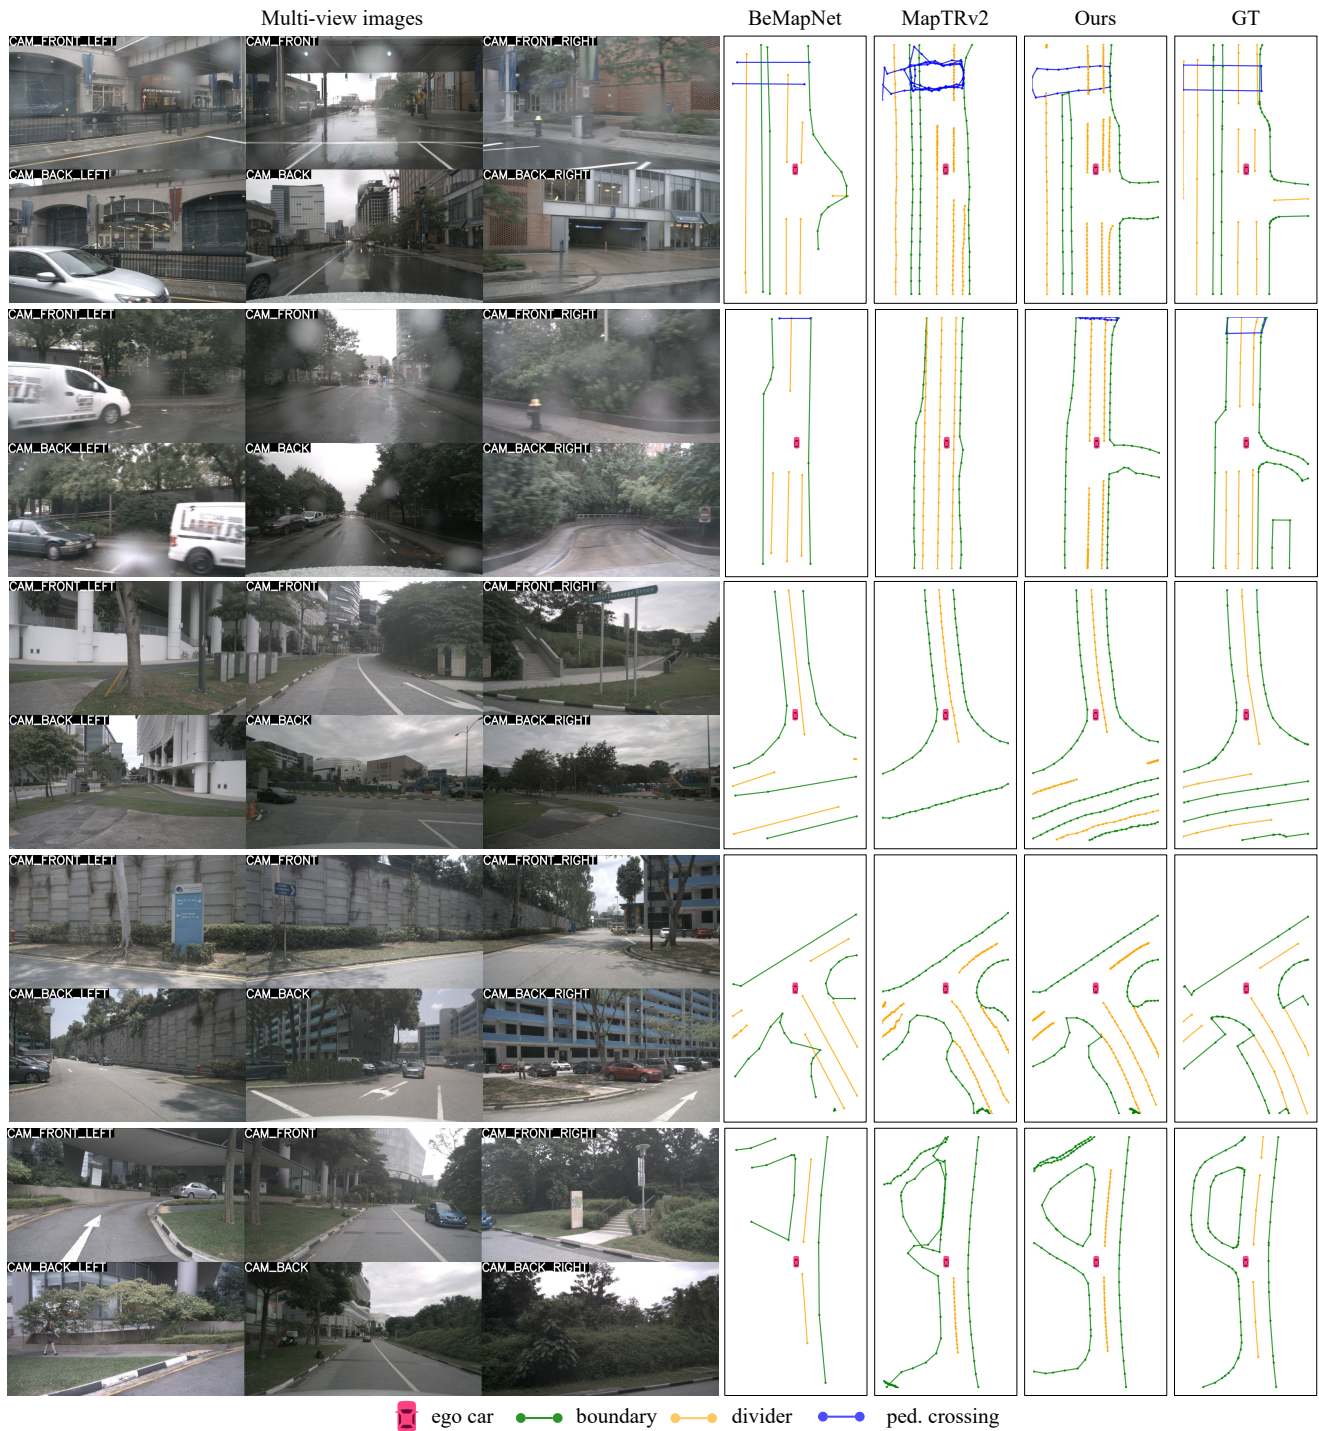 Multi-view images BeMapNet MapTRv2 Ours GT
CAM_FRONT_LEFT CAM_FRONT CAM_FRONT_RIGHT
CAM_BACK_LEFT CAM_BACK CAM_BACK_RIGHT
CAM_FRONT_LEFT CAM_FRONT CAM_FRONT_RIGHT
CAM_BACK_LEFT CAM_BACK CAM_BACK_RIGHT
CAM_FRONT_LEFT CAM_FRONT CAM_FRONT_RIGHT
CAM_BACK_LEFT CAM_BACK CAM_BACK_RIGHT
CAM_FRONT_LEFT CAM_FRONT CAM_FRONT_RIGHT
CAM_BACK_LEFT CAM_BACK CAM_BACK_RIGHT
CAM_FRONT_LEFT CAM_FRONT CAM_FRONT_RIGHT
CAM_BACK_LEFT CAM_BACK CAM_BACK_RIGHT
ego car boundary divider ped. crossing